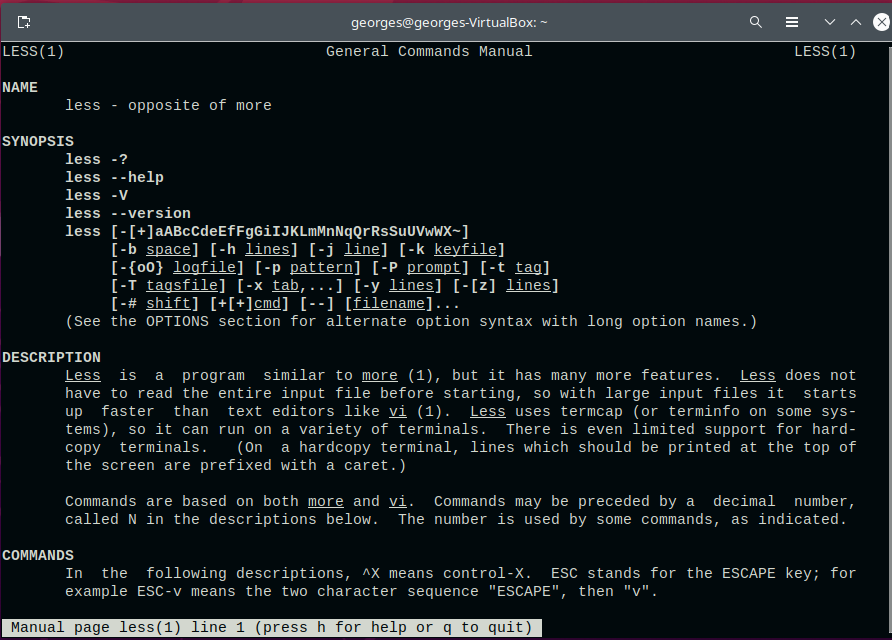 georges@georges-VirtualBox: ~
LESS(1) General Commands Manual LESS(1)
NAME
less - opposite of more
SYNOPSIS
less -?
less --help
less -V
less --version
less [-[+]aABcCdeEfFgGiIJKLmMnNqQrRsSuUVwWX~]
[-b space] [-h lines] [-j line] [-k keyfile]
[-{oO} logfile] [-p pattern] [-P prompt] [-t tag]
[-T tagsfile] [-x tab,...] [-y lines] [-[z] lines]
[-# shift] [+[+]cmd] [--] [filename]...
(See the OPTIONS section for alternate option syntax with long option names.)
DESCRIPTION
Less is a program similar to more (1), but it has many more features. Less does not
have to read the entire input file before starting, so with large input files it starts
up faster than text editors like vi (1). Less uses termcap (or terminfo on some sys-
tems), so it can run on a variety of terminals. There is even limited support for hard-
copy terminals. (On a hardcopy terminal, lines which should be printed at the top of
the screen are prefixed with a caret.)
Commands are based on both more and vi. Commands may be preceded by a decimal number,
called N in the descriptions below. The number is used by some commands, as indicated.
COMMANDS
In the following descriptions, ^X means control-X. ESC stands for the ESCAPE key; for
example ESC-v means the two character sequence "ESCAPE", then "v".
Manual page less(1) line 1 (press h for help or q to quit)